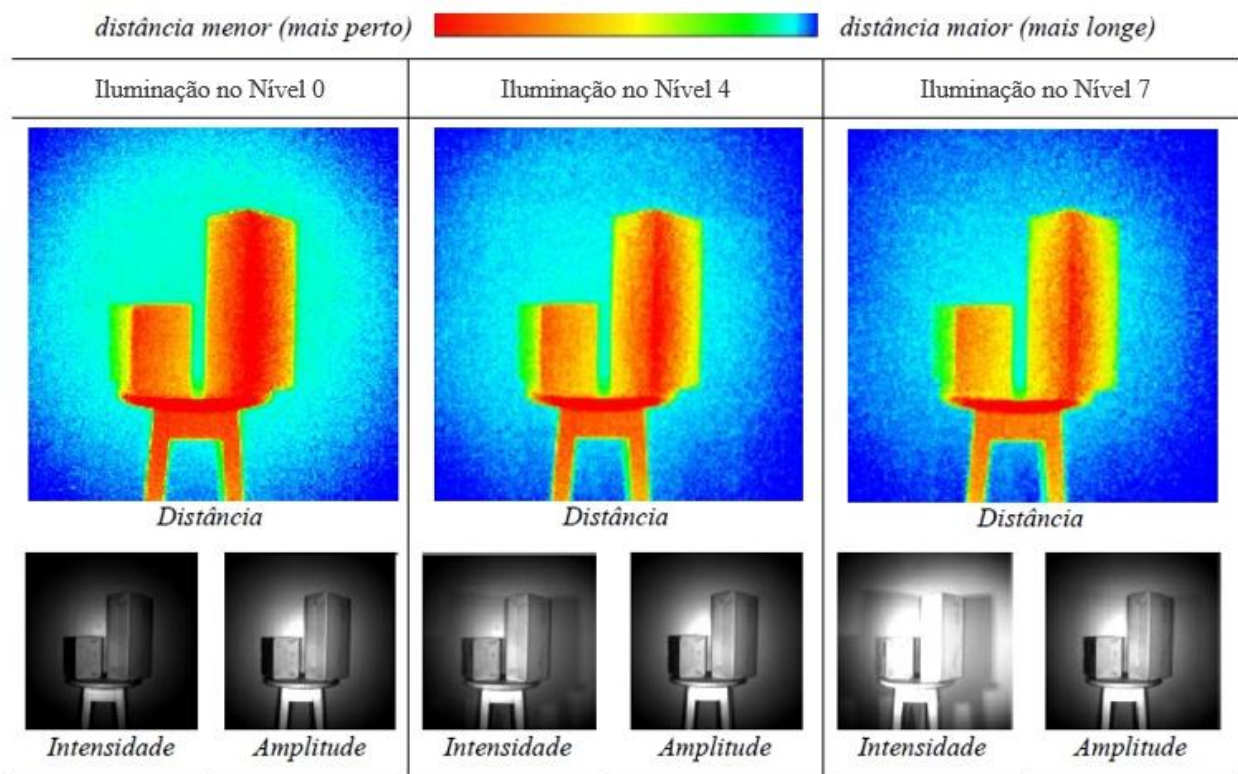 distância menor (mais perto) distância maior (mais longe)
Iluminação no Nível 0 Iluminação no Nível 4 Iluminação no Nível 7
Distância Distância Distância
Intensidade Amplitude Intensidade Amplitude Intensidade Amplitude